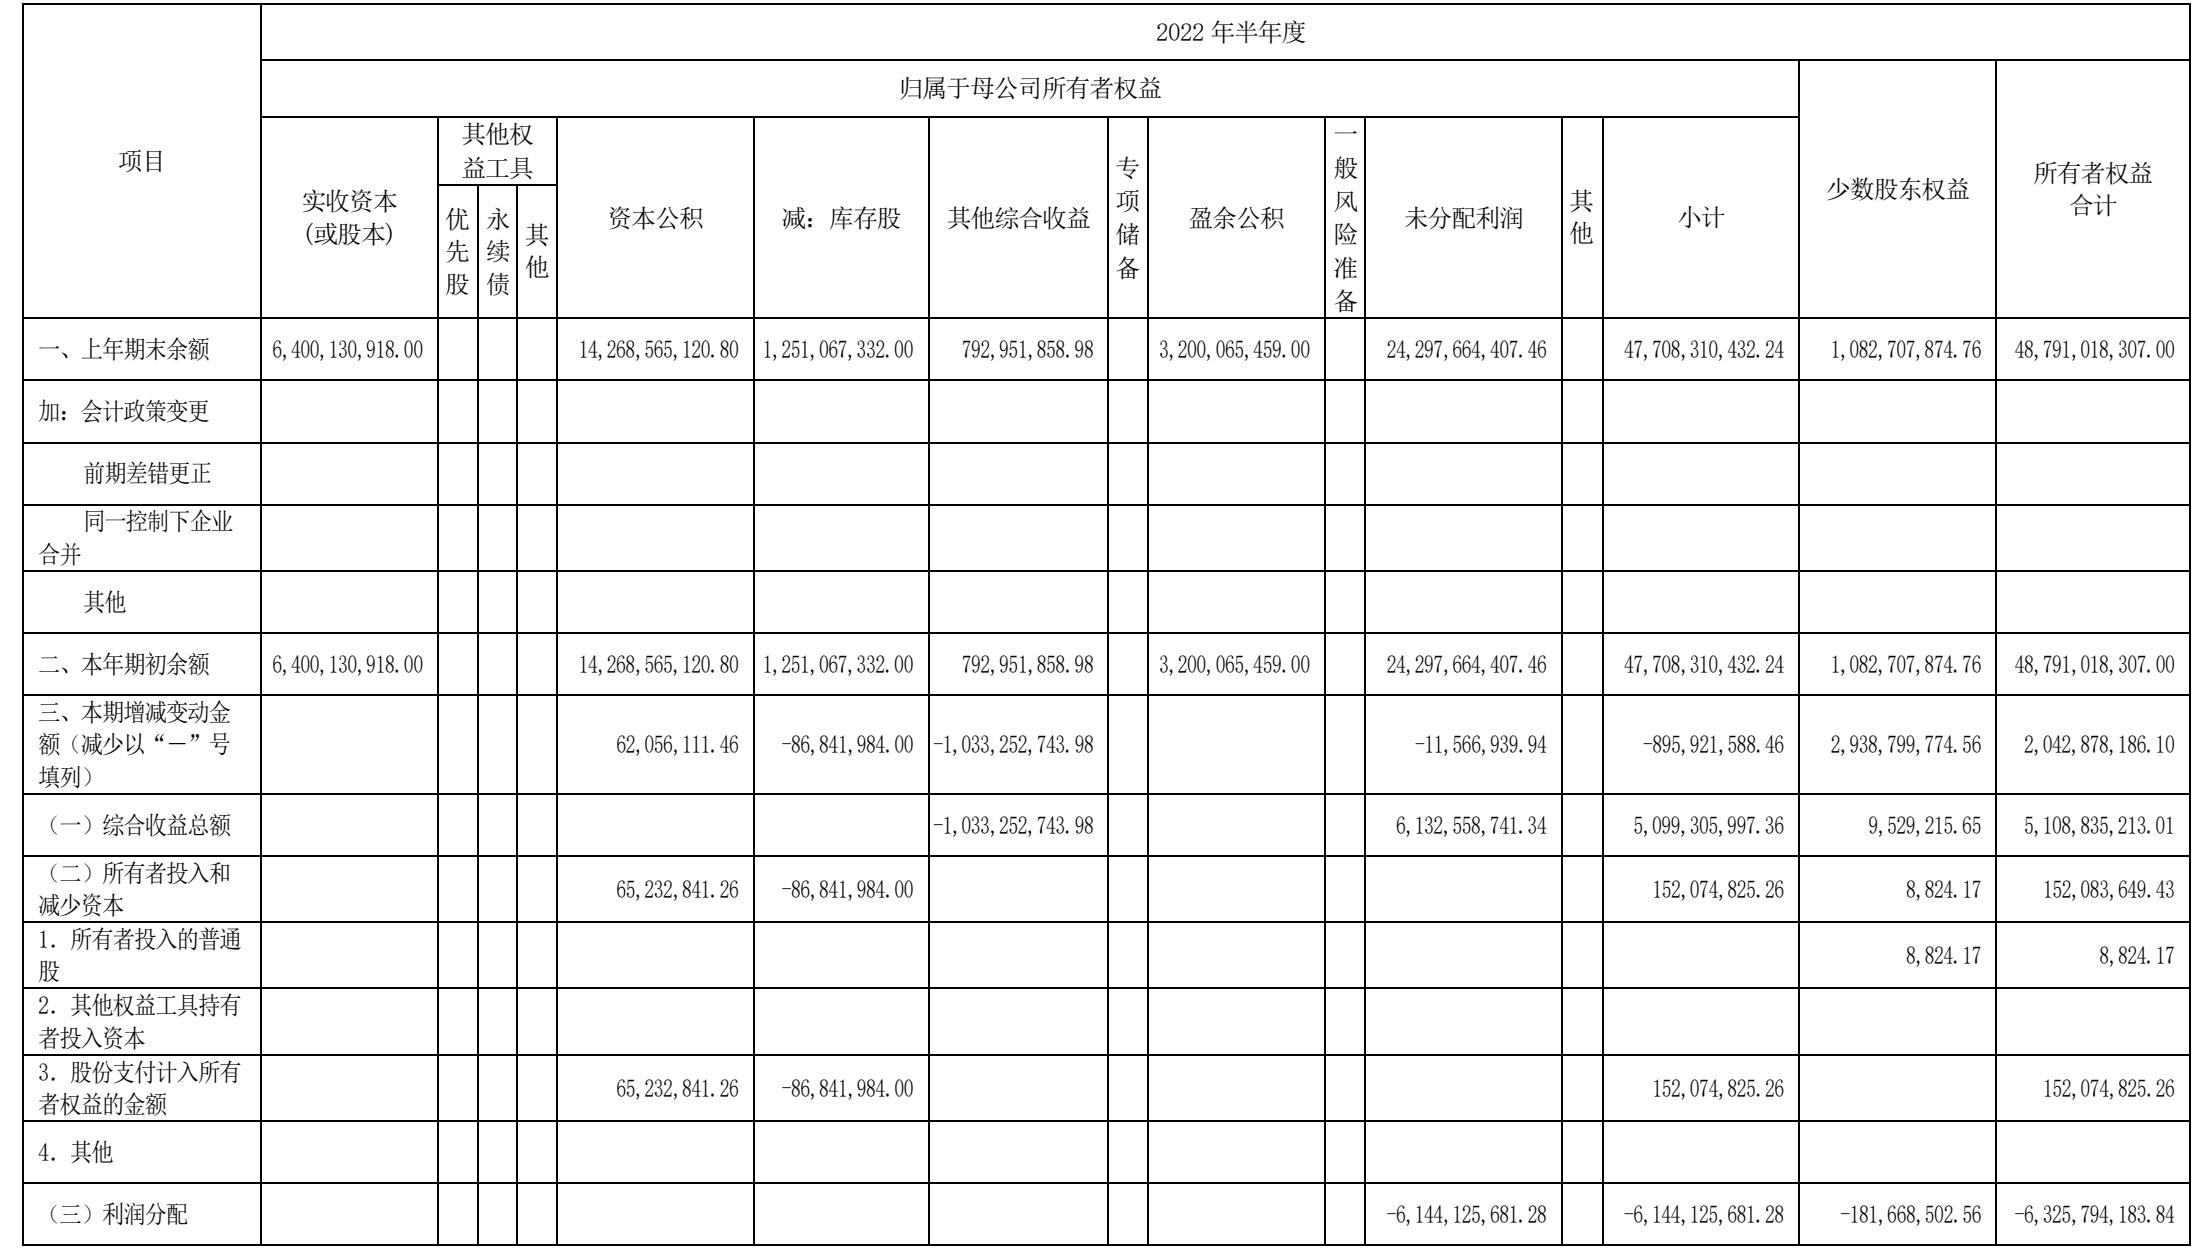 2022 年半年度
归属于母公司所有者权益
项目
实收资本
(或股本)
其他权
益工具
优先股
永续债
其他
资本公积
减：库存股
其他综合收益
专项储备
盈余公积
一般风险准备
未分配利润
其他
小计
少数股东权益
所有者权益
合计
一、上年期末余额 6,400,130,918.00 14,268,565,120.80 1,251,067,332.00 792,951,858.98 3,200,065,459.00 24,297,664,407.46 47,708,310,432.24 1,082,707,874.76 48,791,018,307.00
加：会计政策变更
前期差错更正
同一控制下企业
合并
其他
二、本年期初余额 6,400,130,918.00 14,268,565,120.80 1,251,067,332.00 792,951,858.98 3,200,065,459.00 24,297,664,407.46 47,708,310,432.24 1,082,707,874.76 48,791,018,307.00
三、本期增减变动金
额（减少以“－”号
填列） 62,056,111.46 -86,841,984.00 -1,033,252,743.98 -11,566,939.94 -895,921,588.46 2,938,799,774.56 2,042,878,186.10
（一）综合收益总额 -1,033,252,743.98 6,132,558,741.34 5,099,305,997.36 9,529,215.65 5,108,835,213.01
（二）所有者投入和
减少资本 65,232,841.26 -86,841,984.00 152,074,825.26 8,824.17 152,083,649.43
1．所有者投入的普通
股 8,824.17 8,824.17
2．其他权益工具持有
者投入资本
3．股份支付计入所有
者权益的金额 65,232,841.26 -86,841,984.00 152,074,825.26 152,074,825.26
4．其他
（三）利润分配 -6,144,125,681.28 -6,144,125,681.28 -181,668,502.56 -6,325,794,183.84